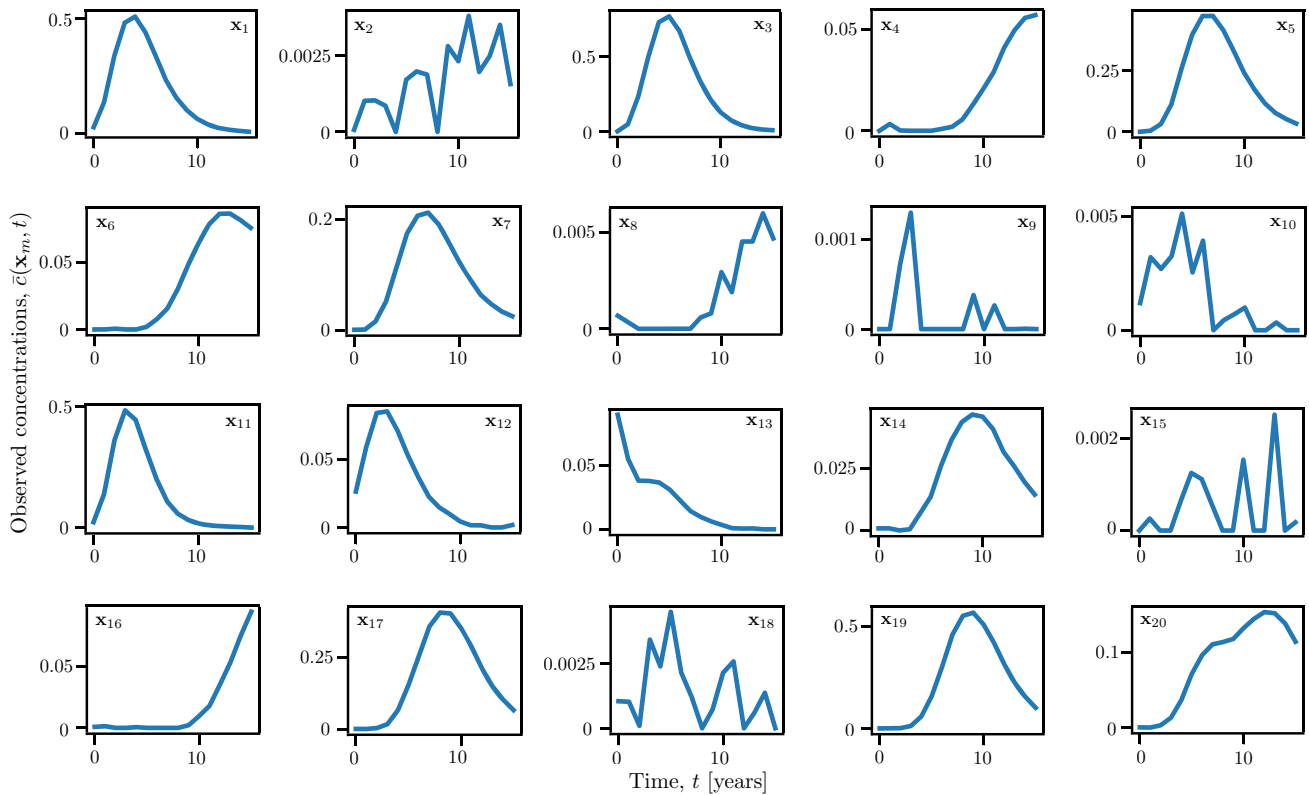 0.5
0
0 10
x₁
0.0025
0
0 10
x₂
0.5
0
0 10
x₃
0.05
0
0 10
x₄
0.25
0
0 10
x₅
0.05
0
0 10
x₆
0.2
0
0 10
x₇
0.005
0
0 10
x₈
0.001
0
0 10
x₉
0.005
0
0 10
x₁₀
0.5
0
0 10
x₁₁
0.05
0
0 10
x₁₂
0.05
0
0 10
x₁₃
0.025
0
0 10
x₁₄
0.002
0
0 10
x₁₅
0.05
0
0 10
x₁₆
0.25
0
0 10
x₁₇
0.0025
0
0 10
x₁₈
0.5
0
0 10
x₁₉
0.1
0
0 10
x₂₀
Observed concentrations, c̄(xₘ, t)
Time, t [years]